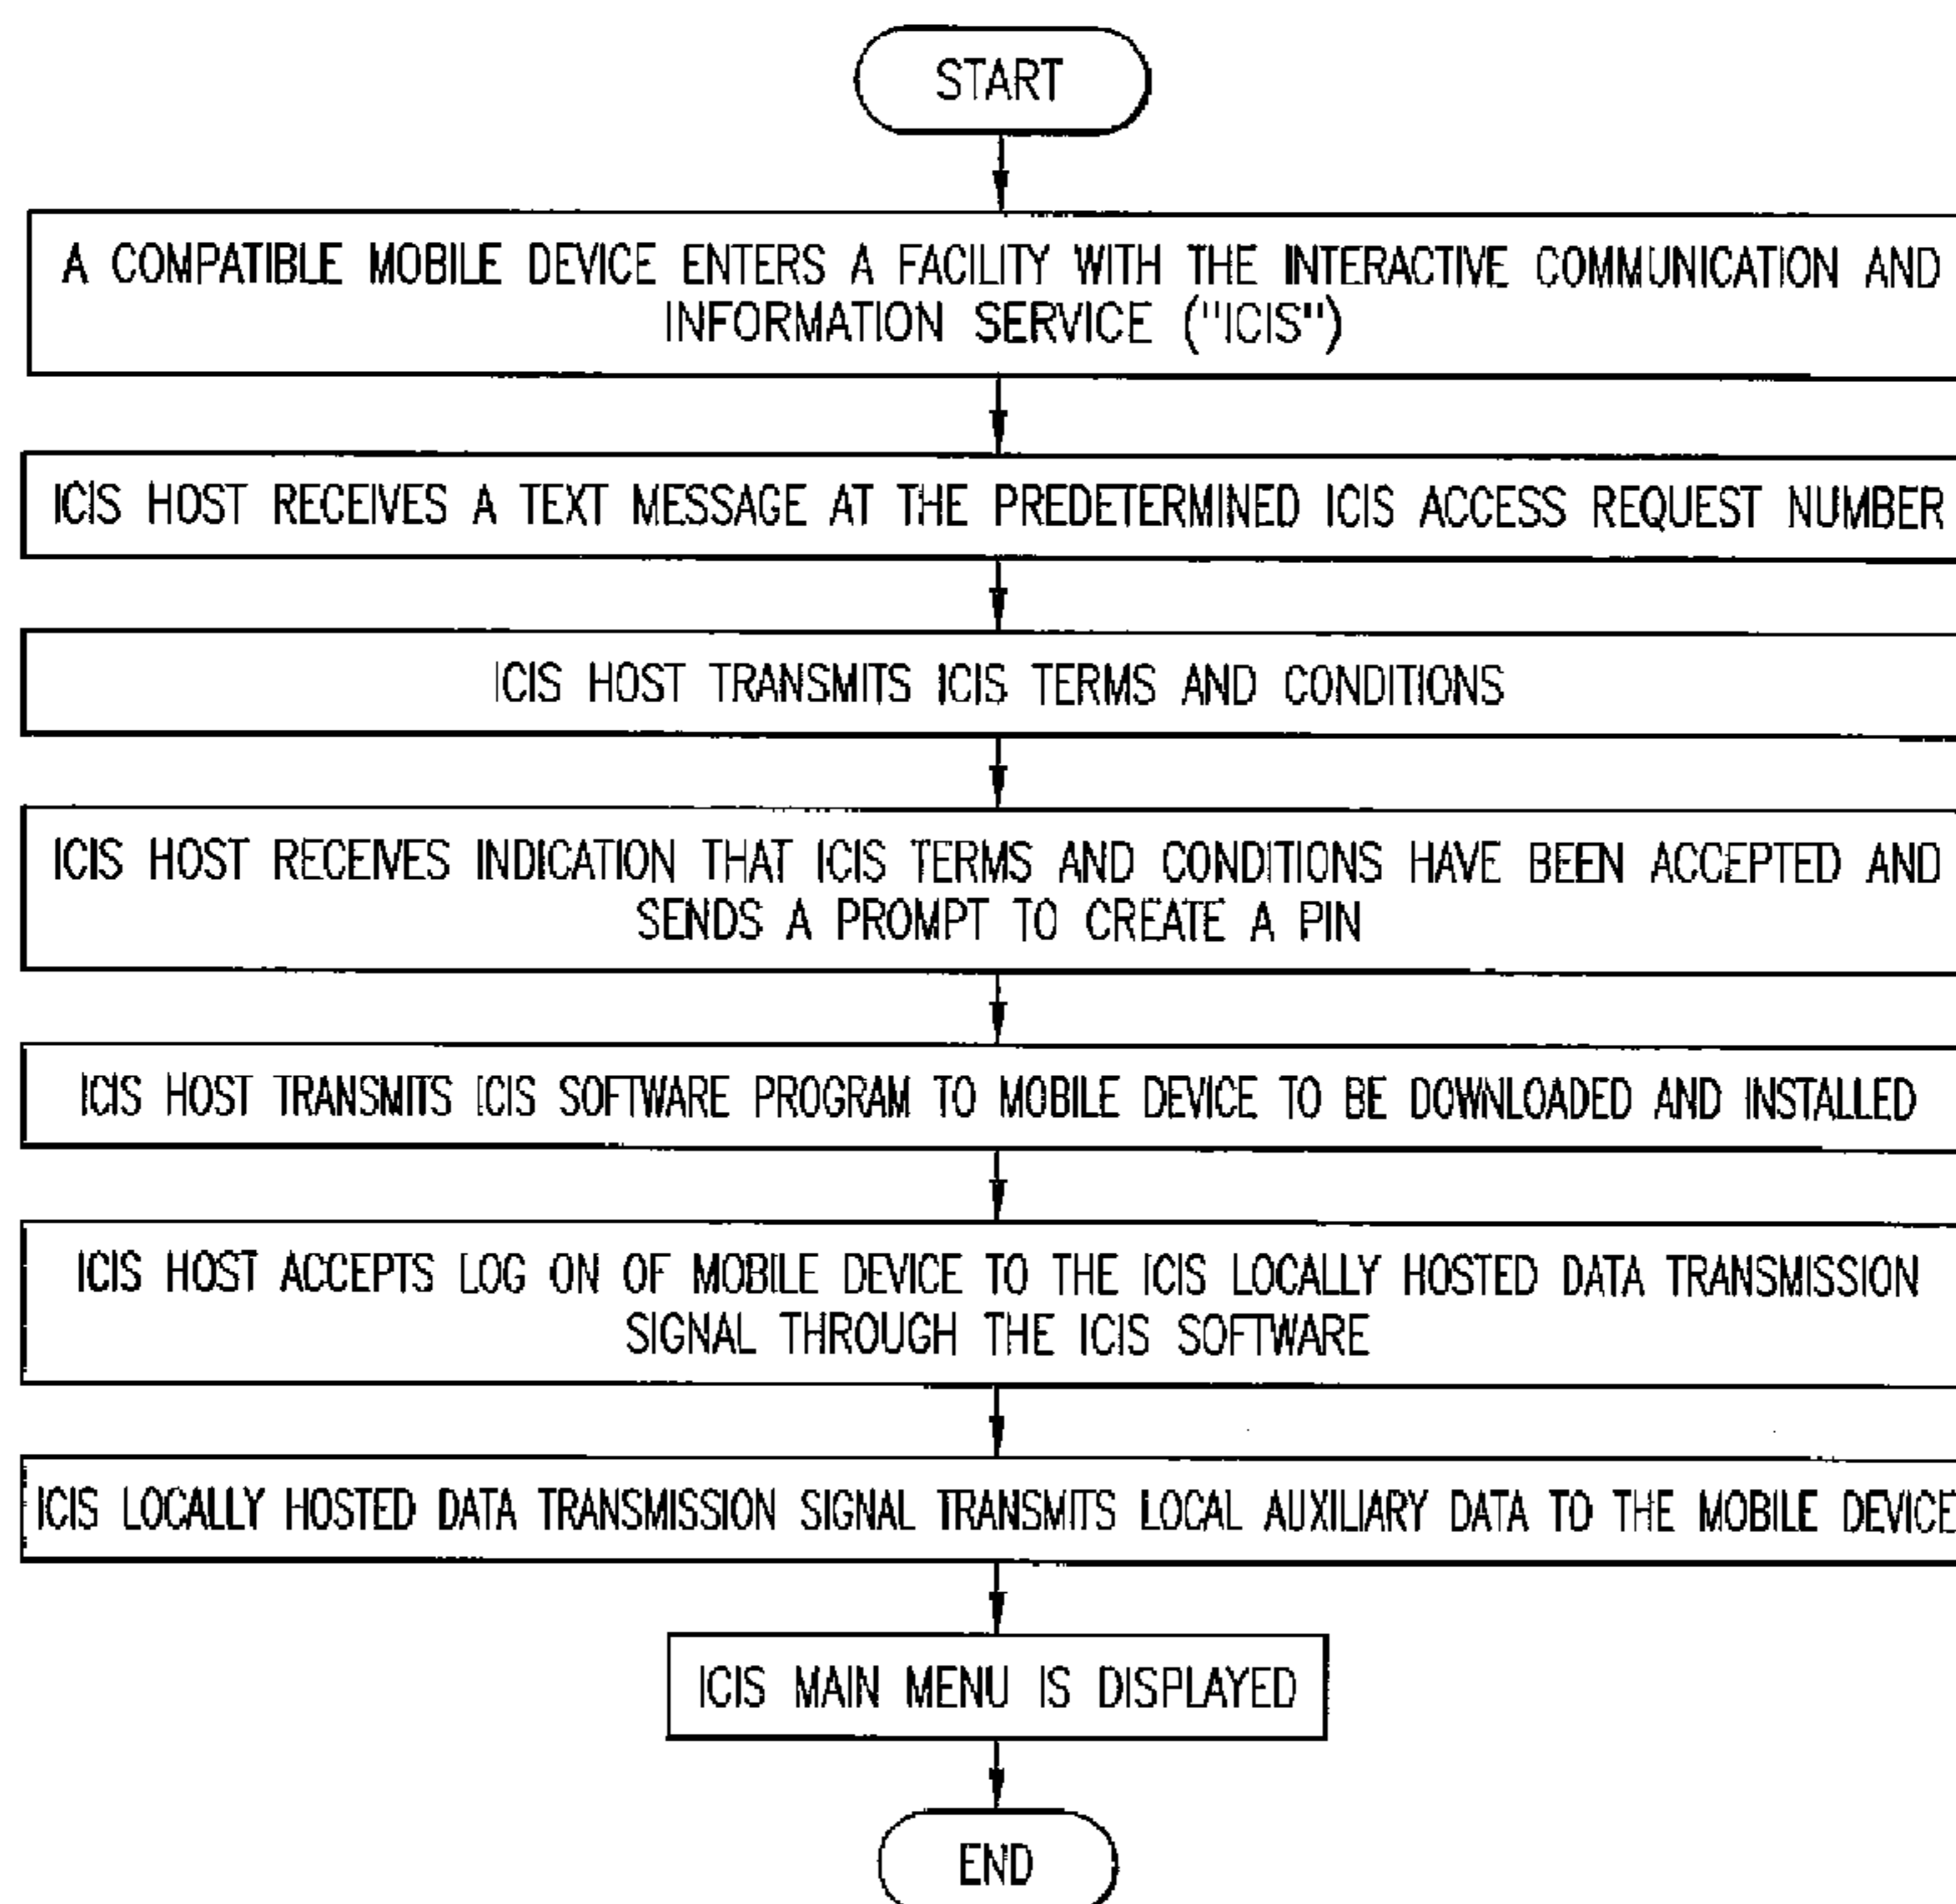 START
A COMPATIBLE MOBILE DEVICE ENTERS A FACILITY WITH THE INTERACTIVE COMMUNICATION AND
INFORMATION SERVICE ("ICIS")
ICIS HOST RECEIVES A TEXT MESSAGE AT THE PREDETERMINED ICIS ACCESS REQUEST NUMBER
ICIS HOST TRANSMITS ICIS TERMS AND CONDITIONS
ICIS HOST RECEIVES INDICATION THAT ICIS TERMS AND CONDITIONS HAVE BEEN ACCEPTED AND
SENDS A PROMPT TO CREATE A PIN
ICIS HOST TRANSMITS ICIS SOFTWARE PROGRAM TO MOBILE DEVICE TO BE DOWNLOADED AND INSTALLED
ICIS HOST ACCEPTS LOG ON OF MOBILE DEVICE TO THE ICIS LOCALLY HOSTED DATA TRANSMISSION
SIGNAL THROUGH THE ICIS SOFTWARE
ICIS LOCALLY HOSTED DATA TRANSMISSION SIGNAL TRANSMITS LOCAL AUXILIARY DATA TO THE MOBILE DEVICE
ICIS MAIN MENU IS DISPLAYED
END